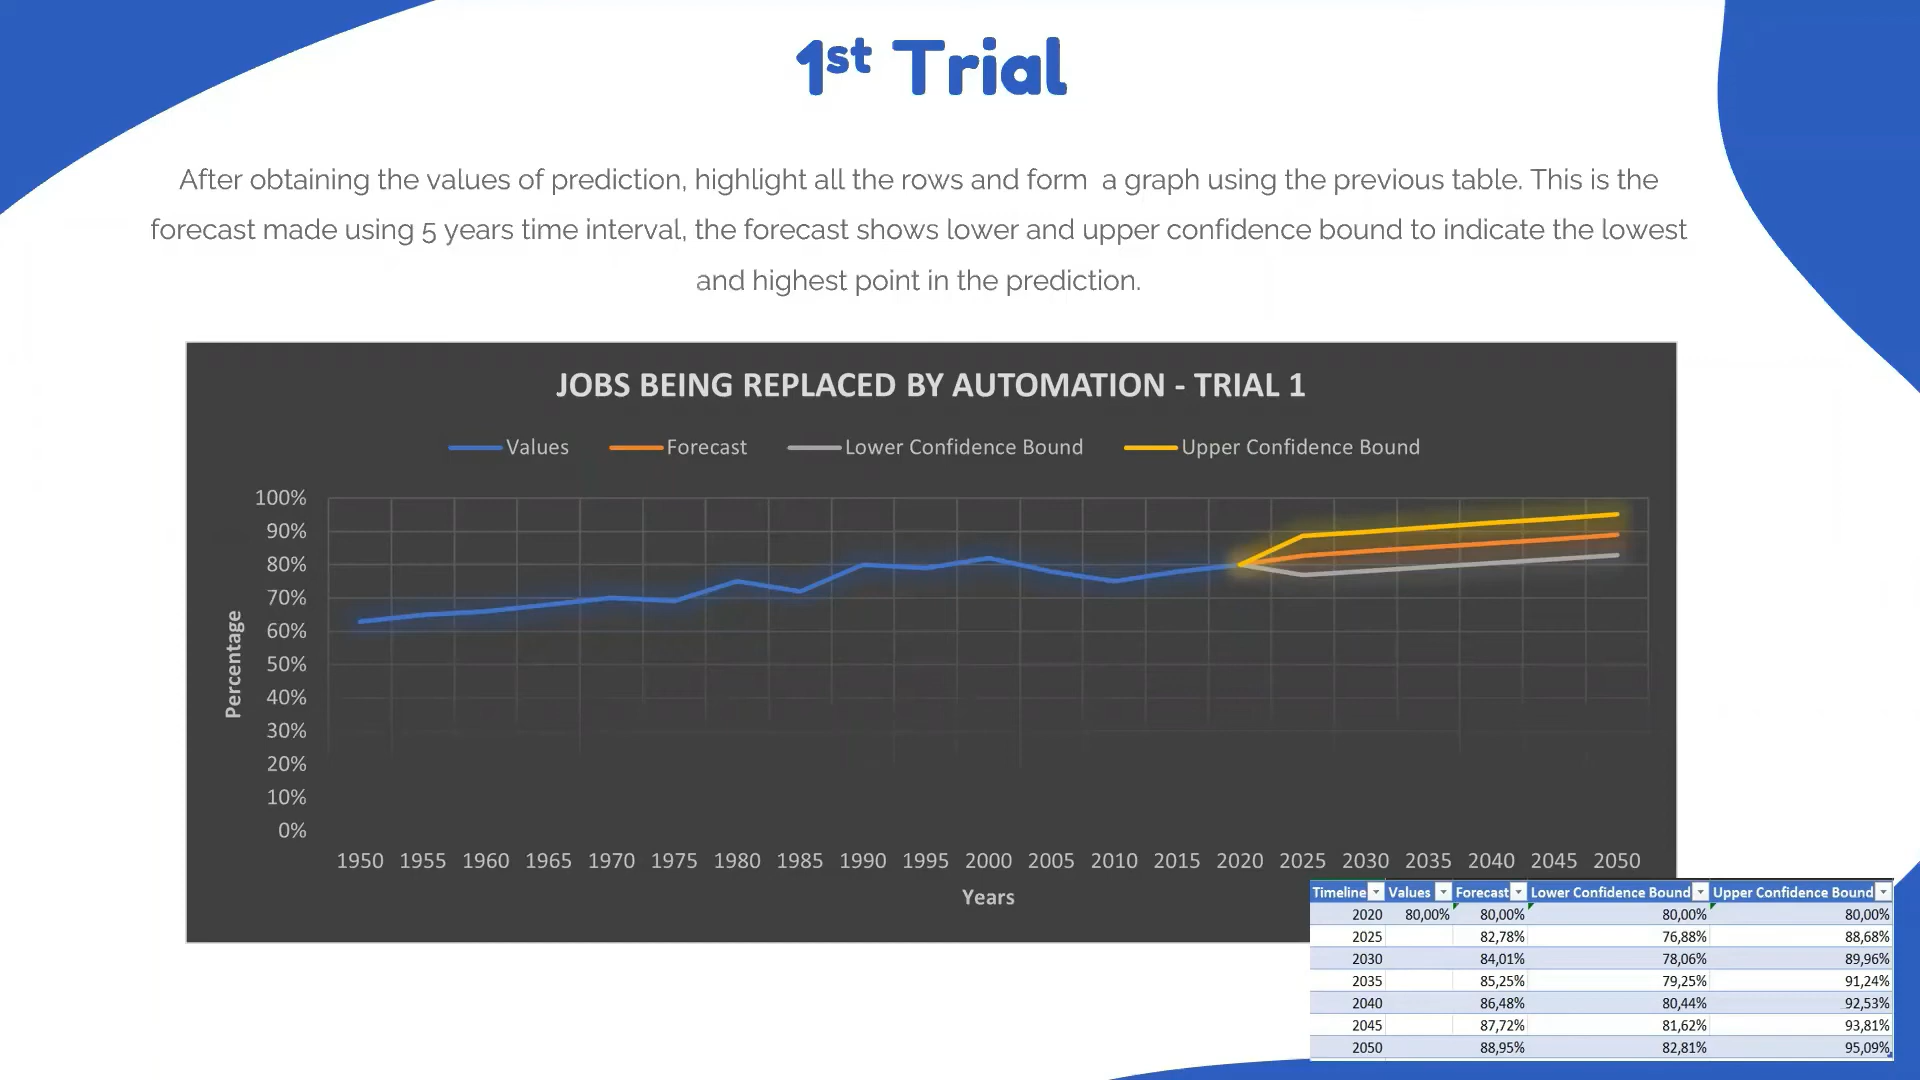 1st Trial
After obtaining the values of prediction, highlight all the rows and form a graph using the previous table. This is the
forecast made using 5 years time interval, the forecast shows lower and upper confidence bound to indicate the lowest
and highest point in the prediction.
JOBS BEING REPLACED BY AUTOMATION - TRIAL 1
Values Forecast Lower Confidence Bound Upper Confidence Bound
Percentage
100%
90%
80%
70%
60%
50%
40%
30%
20%
10%
0%
1950 1955 1960 1965 1970 1975 1980 1985 1990 1995 2000 2005 2010 2015 2020 2025 2030 2035 2040 2045 2050
Years
Timeline Values Forecast Lower Confidence Bound Upper Confidence Bound
2020 80,00% 80,00% 80,00% 80,00%
2025 82,78% 76,88% 88,68%
2030 84,01% 78,06% 89,96%
2035 85,25% 79,25% 91,24%
2040 86,48% 80,44% 92,53%
2045 87,72% 81,62% 93,81%
2050 88,95% 82,81% 95,09%